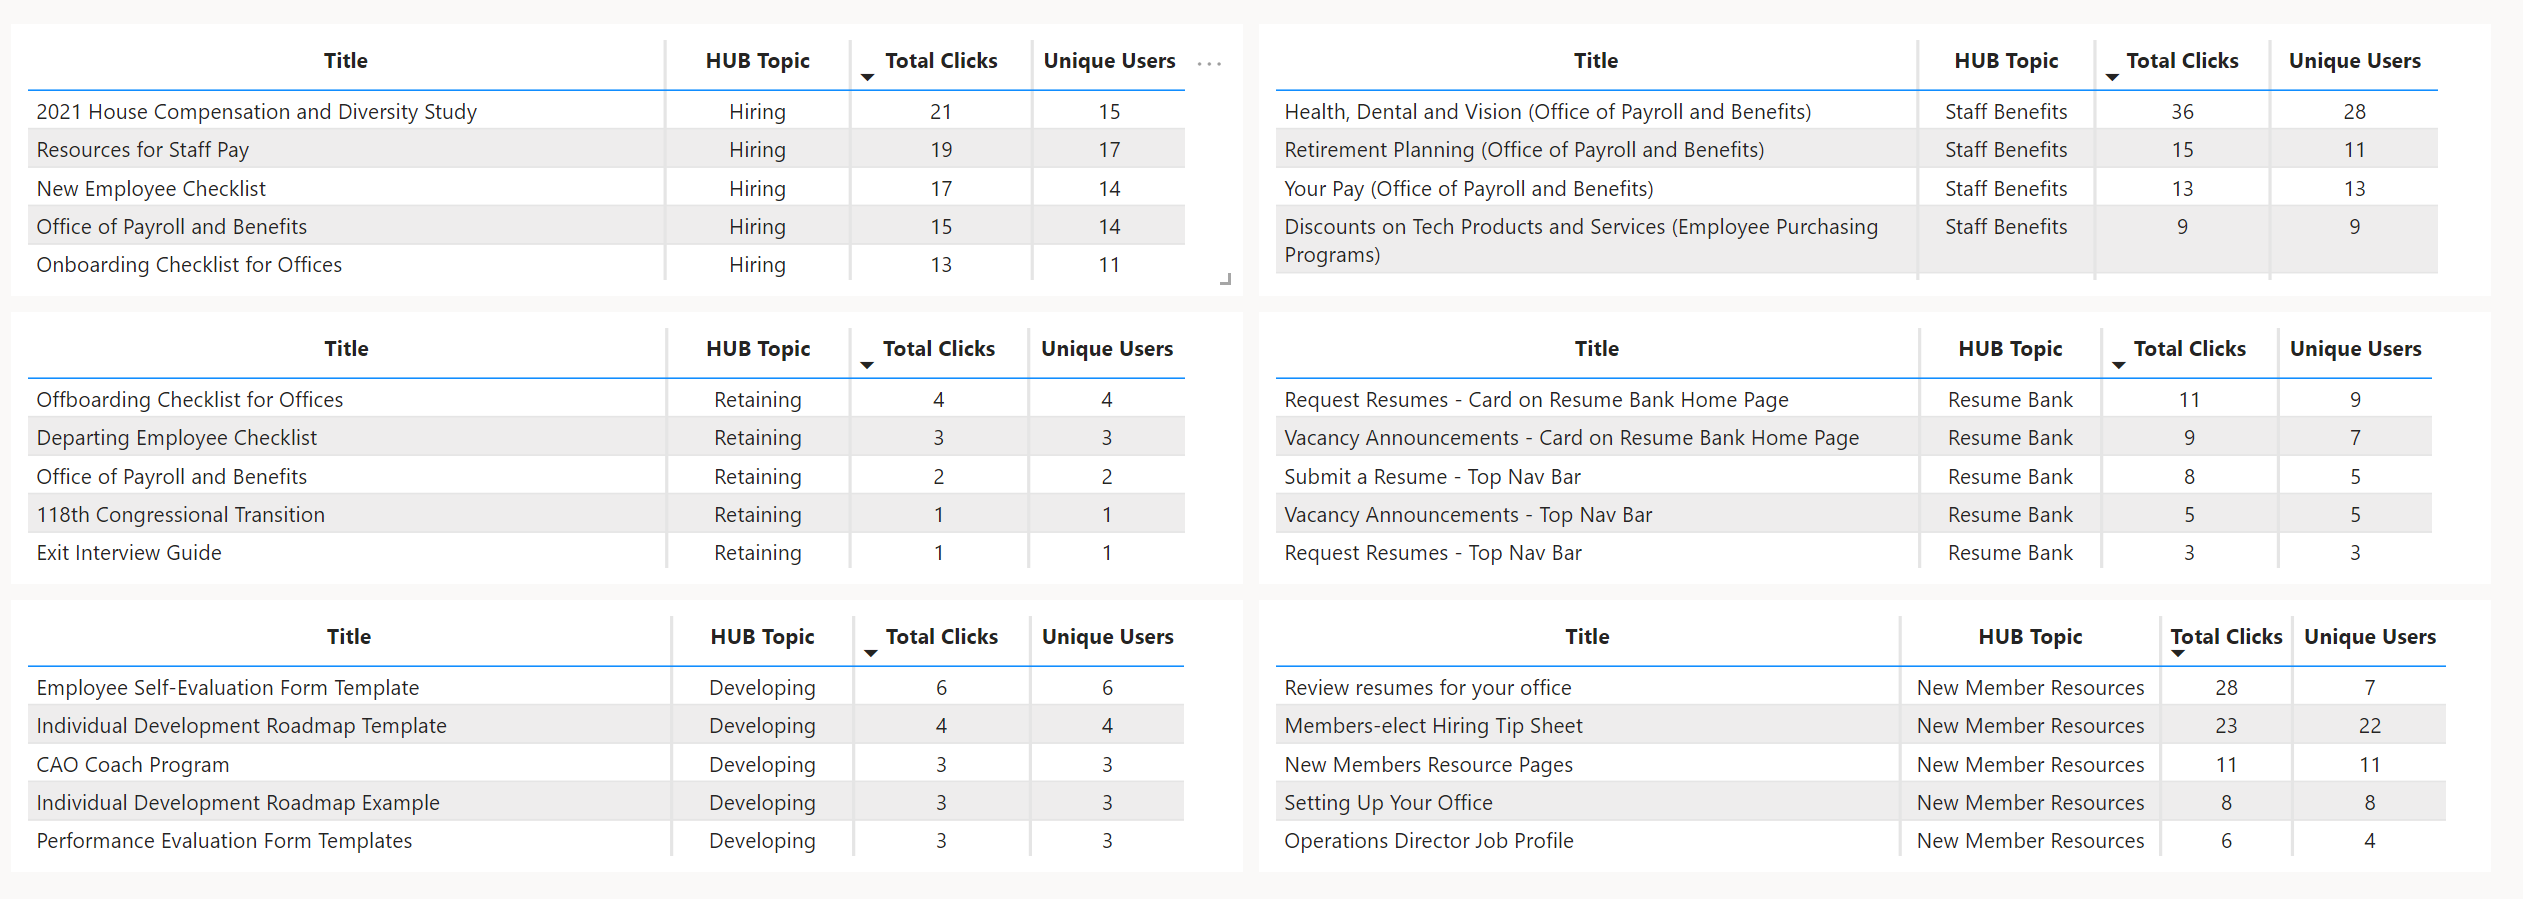 Title HUB Topic Total Clicks Unique Users
2021 House Compensation and Diversity Study Hiring 21 15
Resources for Staff Pay Hiring 19 17
New Employee Checklist Hiring 17 14
Office of Payroll and Benefits Hiring 15 14
Onboarding Checklist for Offices Hiring 13 11
Title HUB Topic Total Clicks Unique Users
Health, Dental and Vision (Office of Payroll and Benefits) Staff Benefits 36 28
Retirement Planning (Office of Payroll and Benefits) Staff Benefits 15 11
Your Pay (Office of Payroll and Benefits) Staff Benefits 13 13
Discounts on Tech Products and Services (Employee Purchasing Staff Benefits 9 9
Programs)
Title HUB Topic Total Clicks Unique Users
Offboarding Checklist for Offices Retaining 4 4
Departing Employee Checklist Retaining 3 3
Office of Payroll and Benefits Retaining 2 2
118th Congressional Transition Retaining 1 1
Exit Interview Guide Retaining 1 1
Title HUB Topic Total Clicks Unique Users
Request Resumes - Card on Resume Bank Home Page Resume Bank 11 9
Vacancy Announcements - Card on Resume Bank Home Page Resume Bank 9 7
Submit a Resume - Top Nav Bar Resume Bank 8 5
Vacancy Announcements - Top Nav Bar Resume Bank 5 5
Request Resumes - Top Nav Bar Resume Bank 3 3
Title HUB Topic Total Clicks Unique Users
Employee Self-Evaluation Form Template Developing 6 6
Individual Development Roadmap Template Developing 4 4
CAO Coach Program Developing 3 3
Individual Development Roadmap Example Developing 3 3
Performance Evaluation Form Templates Developing 3 3
Title HUB Topic Total Clicks Unique Users
Review resumes for your office New Member Resources 28 7
Members-elect Hiring Tip Sheet New Member Resources 23 22
New Members Resource Pages New Member Resources 11 11
Setting Up Your Office New Member Resources 8 8
Operations Director Job Profile New Member Resources 6 4